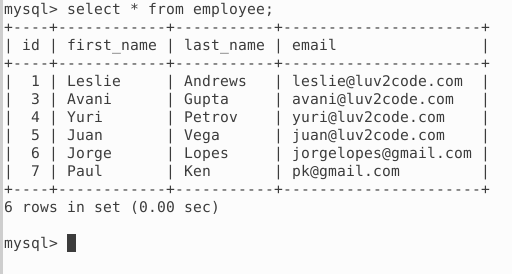 mysql> select * from employee;
+----+------------+-----------+----------------------+
| id | first_name | last_name | email                |
+----+------------+-----------+----------------------+
|  1 | Leslie     | Andrews   | leslie@luv2code.com  |
|  3 | Avani      | Gupta     | avani@luv2code.com   |
|  4 | Yuri       | Petrov    | yuri@luv2code.com    |
|  5 | Juan       | Vega      | juan@luv2code.com    |
|  6 | Jorge      | Lopes     | jorgelopes@gmail.com |
|  7 | Paul       | Ken       | pk@gmail.com         |
+----+------------+-----------+----------------------+
6 rows in set (0.00 sec)
mysql>